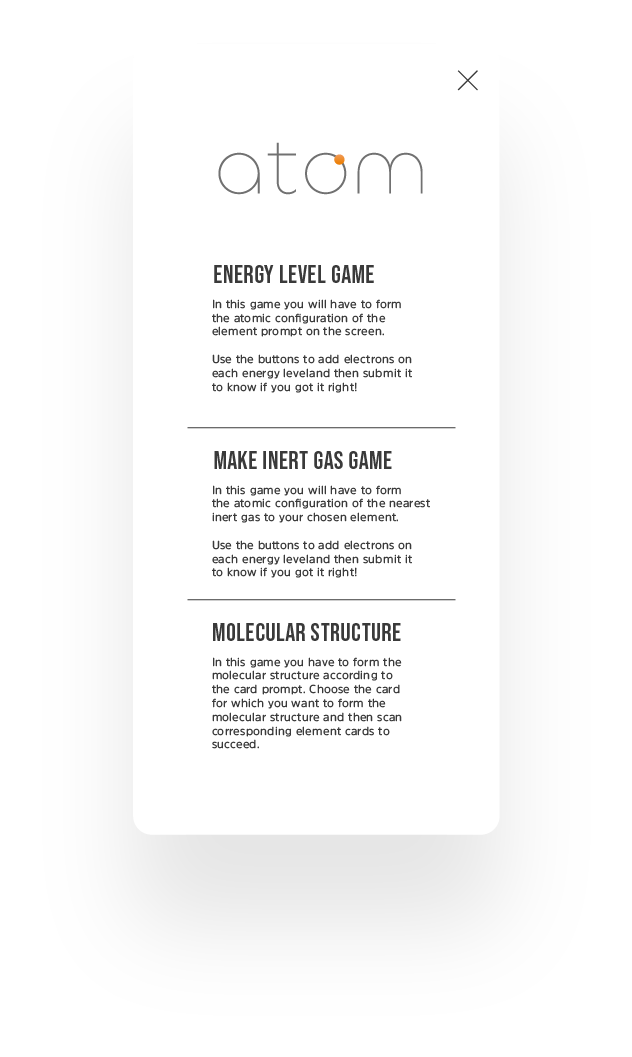 atom
ENERGY LEVEL GAME
In this game you will have to form
the atomic configuration of the
element prompt on the screen.
Use the buttons to add electrons on
each energy leveland then submit it
to know if you got it right!
MAKE INERT GAS GAME
In this game you will have to form
the atomic configuration of the nearest
inert gas to your chosen element.
Use the buttons to add electrons on
each energy leveland then submit it
to know if you got it right!
MOLECULAR STRUCTURE
In this game you have to form the
molecular structure according to
the card prompt. Choose the card
for which you want to form the
molecular structure and then scan
corresponding element cards to
succeed.